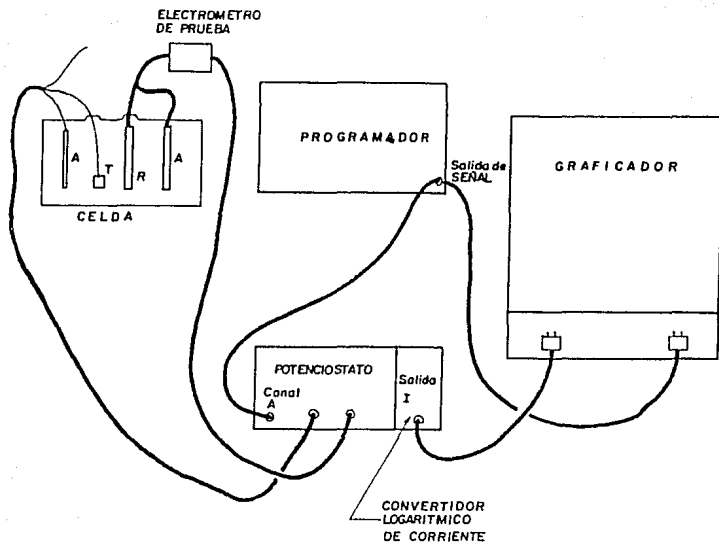 ELECTROMETRO
DE PRUEBA
PROGRAMADOR
Salida de
SEÑAL
GRAFICADOR
A
T
R
A
CELDA
POTENCIOSTATO
Canal
A
Salida
I
CONVERTIDOR
LOGARITMICO
DE CORRIENTE